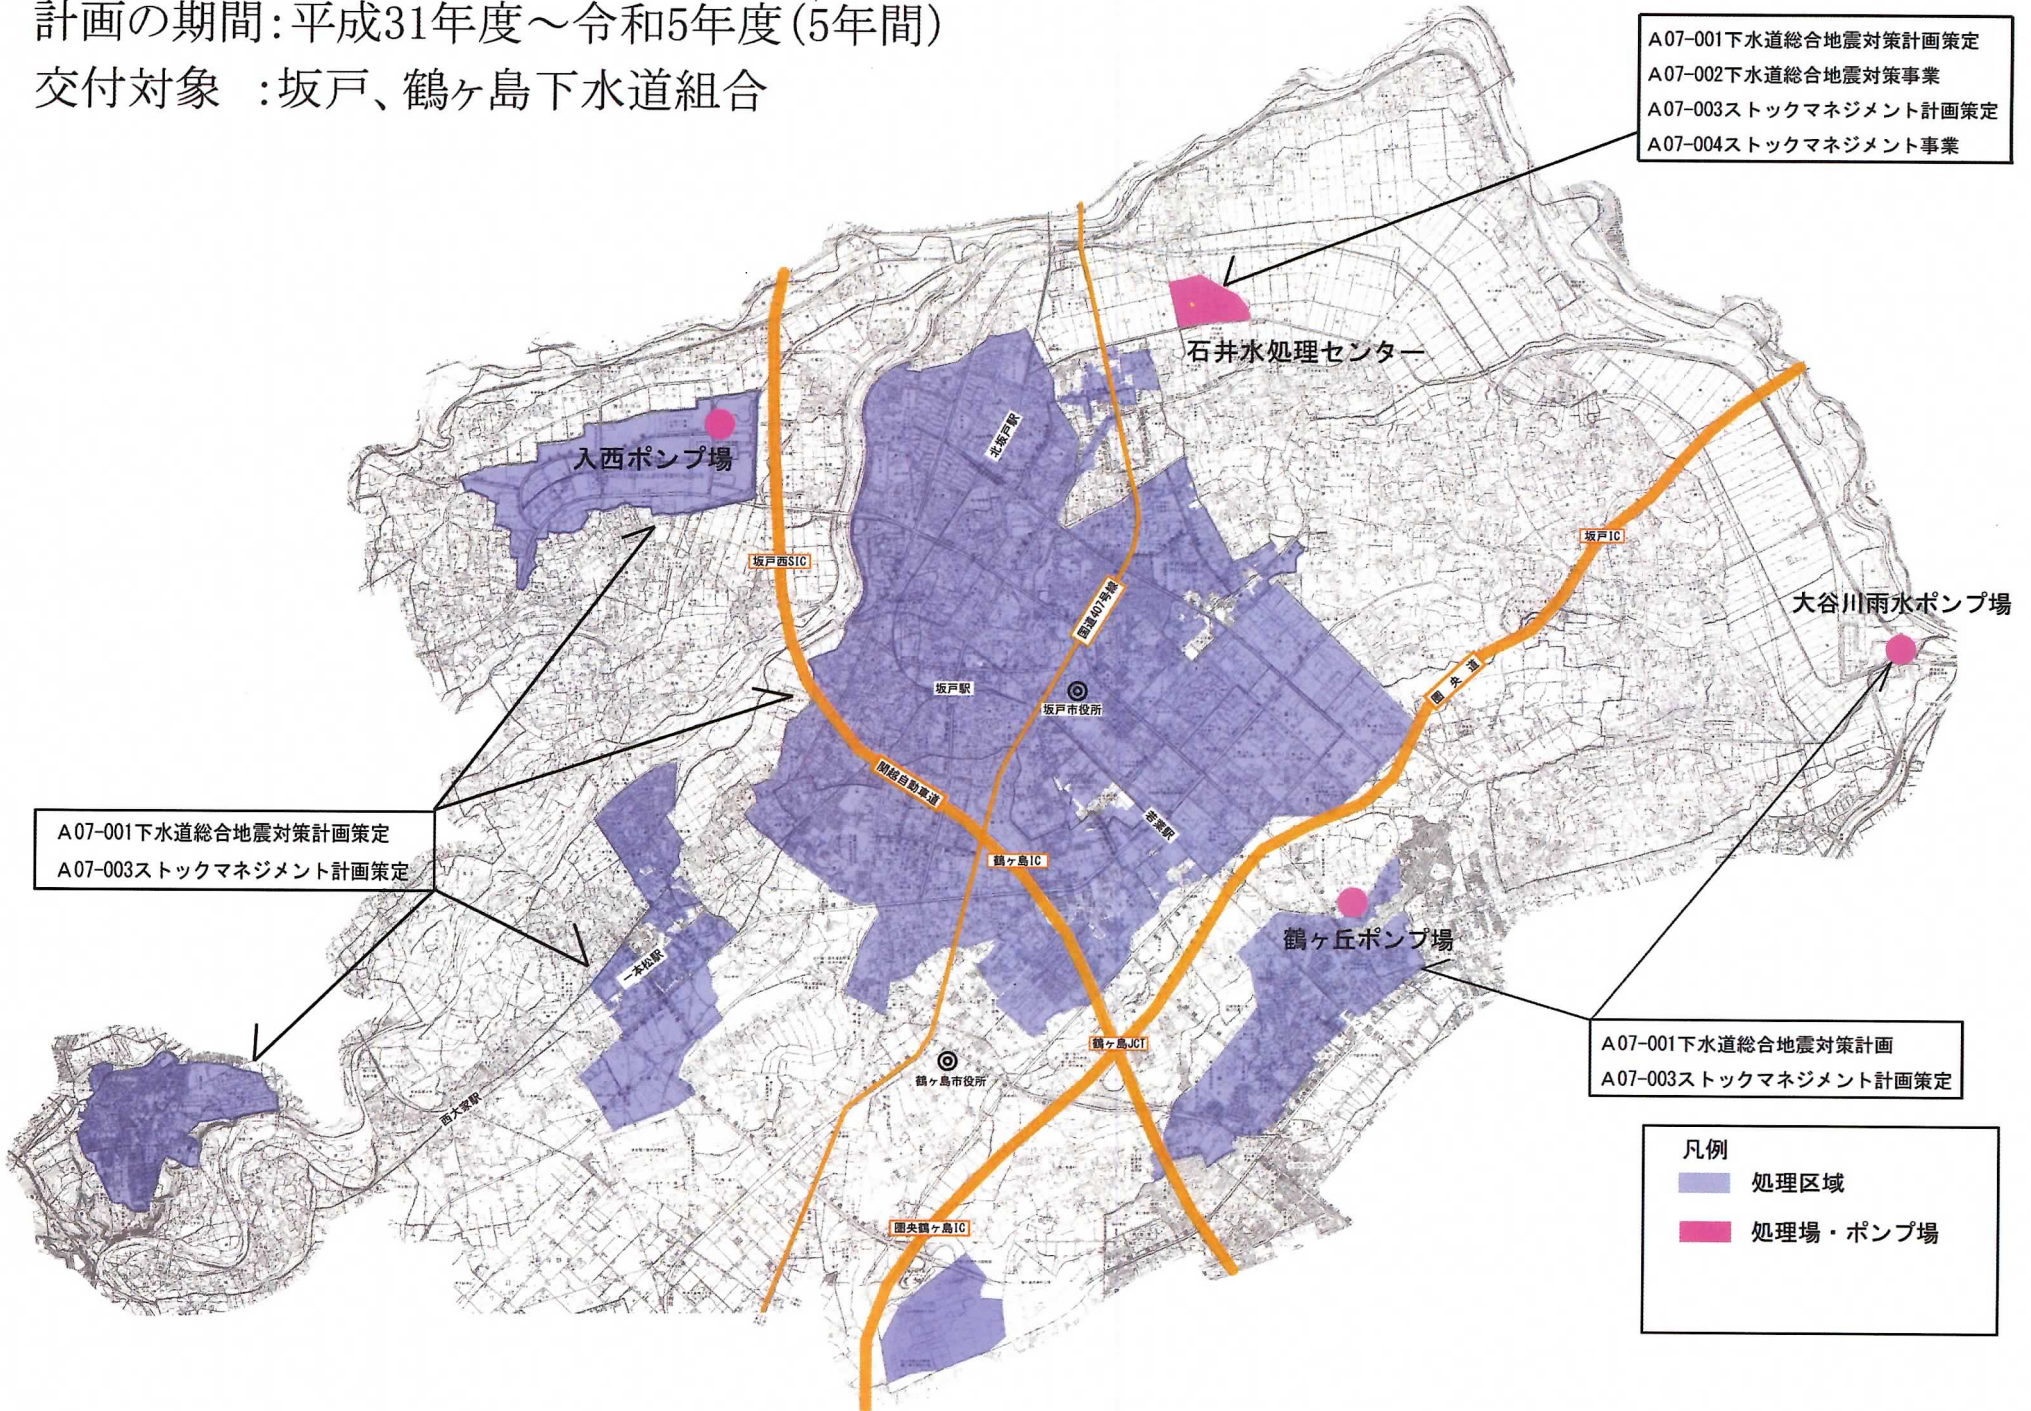 計画の期間：平成31年度～令和5年度（5年間）
交付対象　：坂戸、鶴ヶ島下水道組合
A07-001下水道総合地震対策計画策定
A07-002下水道総合地震対策事業
A07-003ストックマネジメント計画策定
A07-004ストックマネジメント事業
石井水処理センター
北坂戸駅
入西ポンプ場
坂戸西SIC
坂戸IC
国道407号線
大谷川雨水ポンプ場
圏央道
坂戸駅
坂戸市役所
関越自動車道
若葉駅
A07-001下水道総合地震対策計画策定
A07-003ストックマネジメント計画策定
鶴ヶ島IC
鶴ヶ丘ポンプ場
一本松駅
鶴ヶ島JCT
鶴ヶ島市役所
西大家駅
A07-001下水道総合地震対策計画
A07-003ストックマネジメント計画策定
圏央鶴ヶ島IC
凡例
処理区域
処理場・ポンプ場